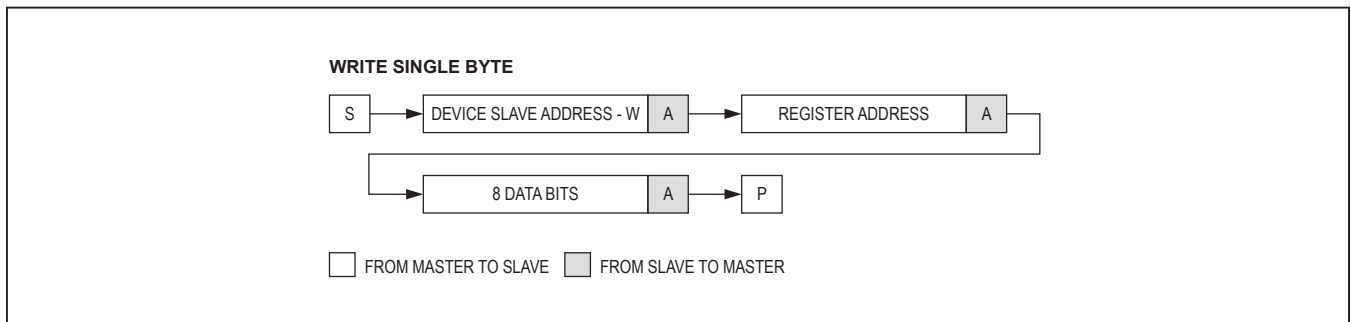 WRITE SINGLE BYTE
S DEVICE SLAVE ADDRESS - W A REGISTER ADDRESS A
8 DATA BITS A P
FROM MASTER TO SLAVE FROM SLAVE TO MASTER